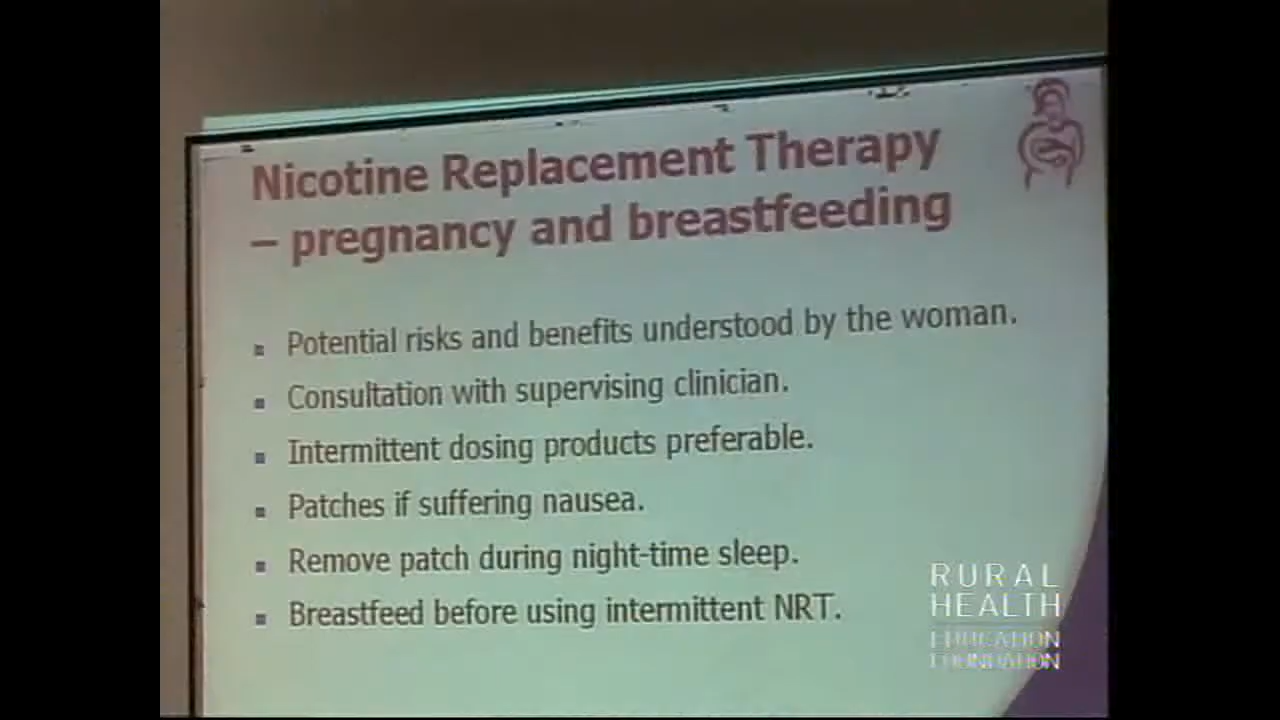 Nicotine Replacement Therapy
– pregnancy and breastfeeding
▪ Potential risks and benefits understood by the woman.
▪ Consultation with supervising clinician.
▪ Intermittent dosing products preferable.
▪ Patches if suffering nausea.
▪ Remove patch during night-time sleep.
▪ Breastfeed before using intermittent NRT.
RURAL
HEALTH
EDUCATION
FOUNDATION